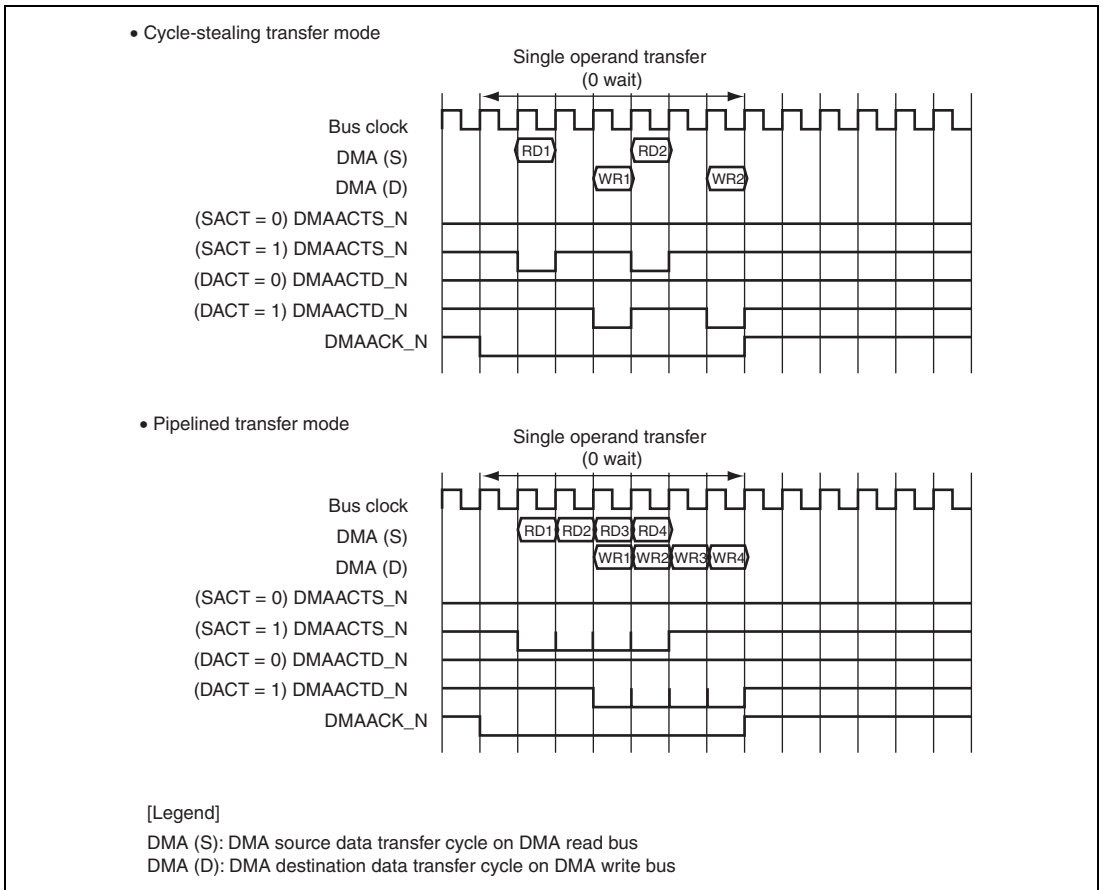 • Cycle-stealing transfer mode
Single operand transfer
(0 wait)
Bus clock
DMA (S)
RD1 RD2
DMA (D)
WR1 WR2
(SACT = 0) DMAACTS_N
(SACT = 1) DMAACTS_N
(DACT = 0) DMAACTD_N
(DACT = 1) DMAACTD_N
DMAACK_N
• Pipelined transfer mode
Single operand transfer
(0 wait)
Bus clock
DMA (S)
RD1 RD2 RD3 RD4
DMA (D)
WR1 WR2 WR3 WR4
(SACT = 0) DMAACTS_N
(SACT = 1) DMAACTS_N
(DACT = 0) DMAACTD_N
(DACT = 1) DMAACTD_N
DMAACK_N
[Legend]
DMA (S): DMA source data transfer cycle on DMA read bus
DMA (D): DMA destination data transfer cycle on DMA write bus